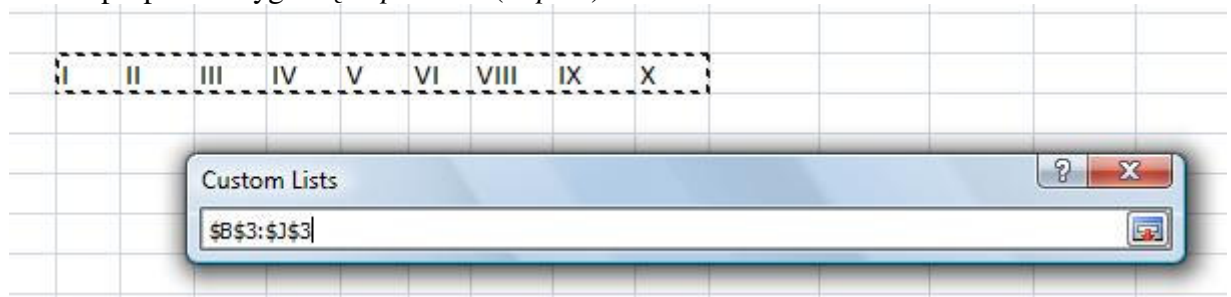 I II III IV V VI VIII IX X
Custom Lists
$B$3:$J$3